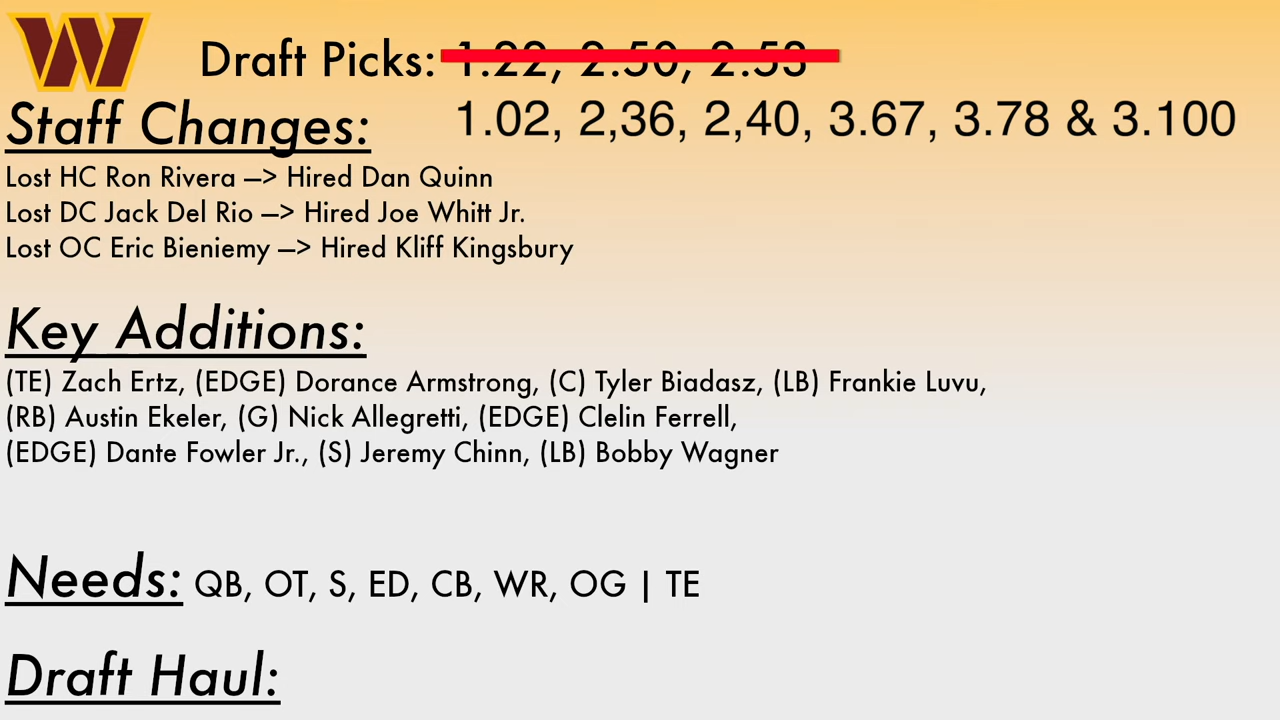 W
Draft Picks: 1.22, 2.50, 2.53
Staff Changes:
1.02, 2,36, 2,40, 3.67, 3.78 & 3.100
Lost HC Ron Rivera —> Hired Dan Quinn
Lost DC Jack Del Rio —> Hired Joe Whitt Jr.
Lost OC Eric Bieniemy —> Hired Kliff Kingsbury
Key Additions:
(TE) Zach Ertz, (EDGE) Dorance Armstrong, (C) Tyler Biadasz, (LB) Frankie Luvu,
(RB) Austin Ekeler, (G) Nick Allegretti, (EDGE) Clelin Ferrell,
(EDGE) Dante Fowler Jr., (S) Jeremy Chinn, (LB) Bobby Wagner
Needs: QB, OT, S, ED, CB, WR, OG | TE
Draft Haul: